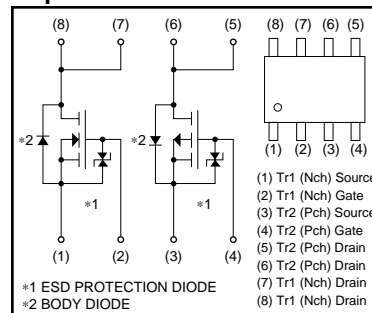 (8) (7) (6) (5) (8) (7) (6) (5)
*2 *2
*1 *1
(1) (2) (3) (4) (1) (2) (3) (4)
(1) Tr1 (Nch) Source
(2) Tr1 (Nch) Gate
(3) Tr2 (Pch) Source
(4) Tr2 (Pch) Gate
(5) Tr2 (Pch) Drain
(6) Tr2 (Pch) Drain
(7) Tr1 (Nch) Drain
(8) Tr1 (Nch) Drain
*1 ESD PROTECTION DIODE
*2 BODY DIODE